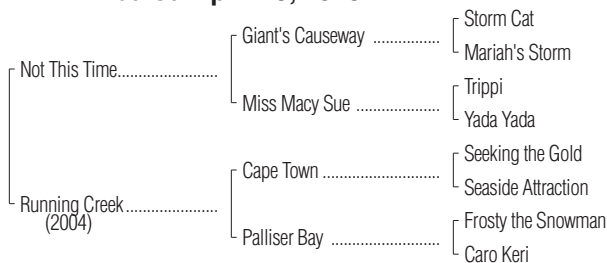 Storm Cat
Giant's Causeway ................
Mariah's Storm
Not This Time.......................
Trippi
Miss Macy Sue ....................
Yada Yada
Seeking the Gold
Cape Town ............................
Seaside Attraction
Running Creek.....................
(2004)
Frosty the Snowman
Palliser Bay ..........................
Caro Keri